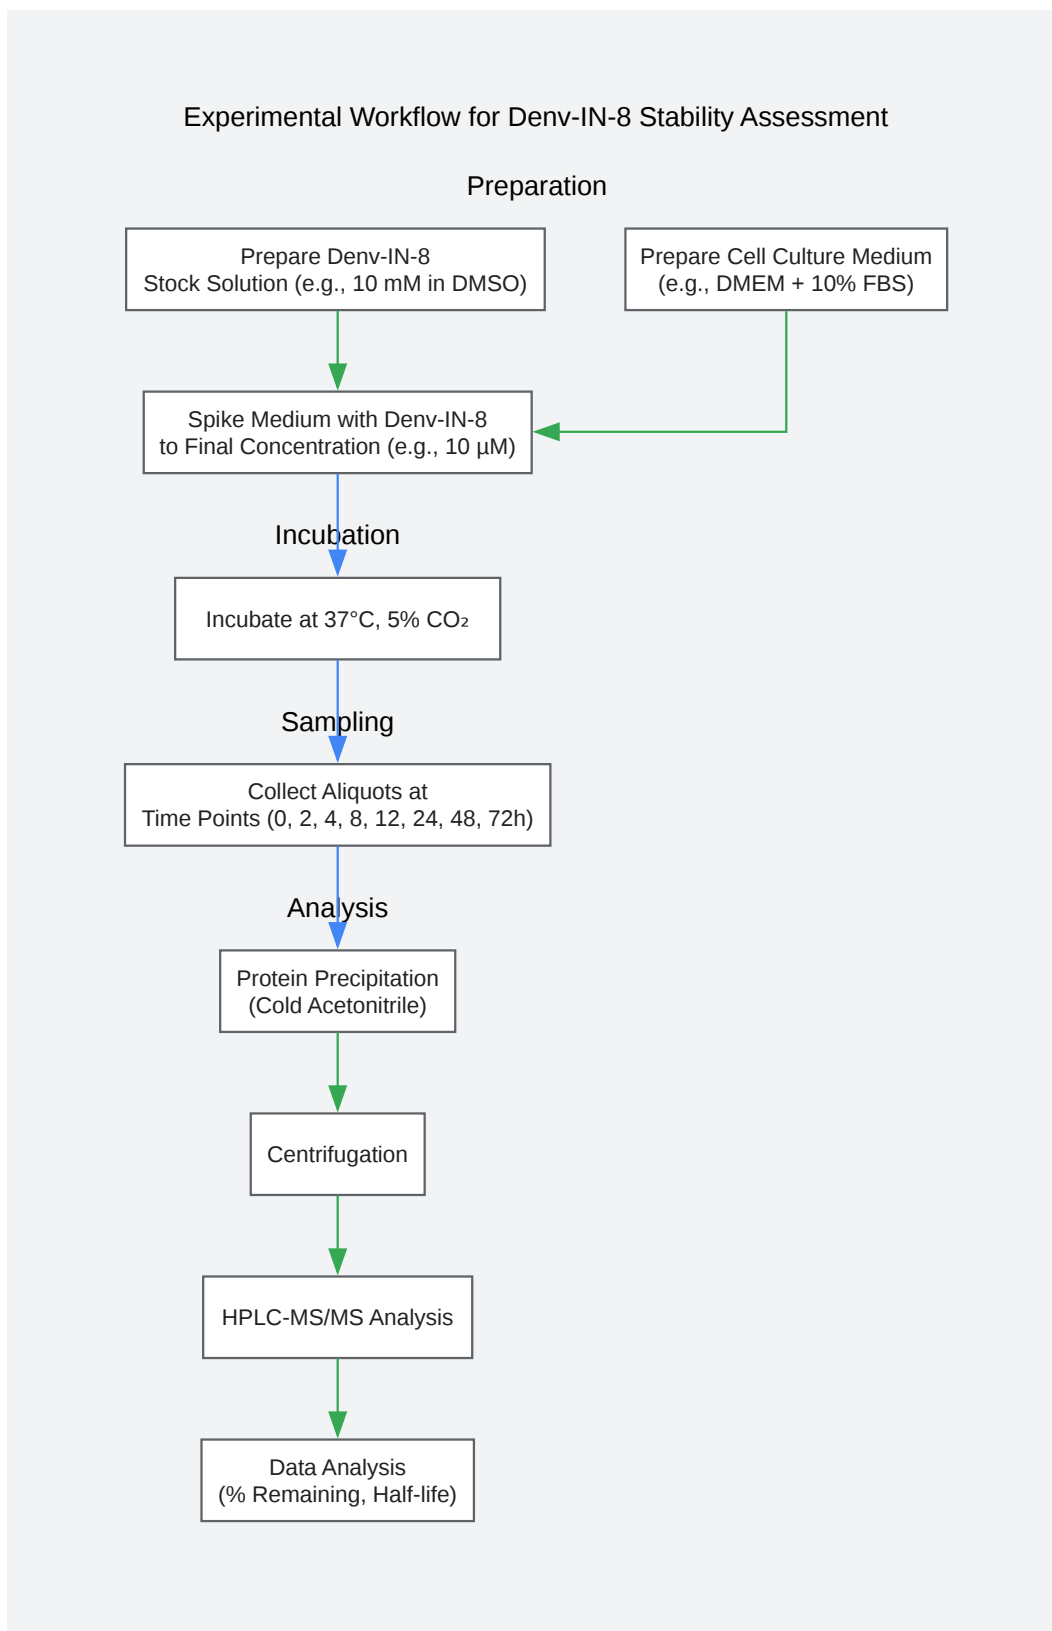 Experimental Workflow for Denv-IN-8 Stability Assessment
Preparation
Prepare Denv-IN-8
Stock Solution (e.g., 10 mM in DMSO)
Prepare Cell Culture Medium
(e.g., DMEM + 10% FBS)
Spike Medium with Denv-IN-8
to Final Concentration (e.g., 10 µM)
Incubation
Incubate at 37°C, 5% CO₂
Sampling
Collect Aliquots at
Time Points (0, 2, 4, 8, 12, 24, 48, 72h)
Analysis
Protein Precipitation
(Cold Acetonitrile)
Centrifugation
HPLC-MS/MS Analysis
Data Analysis
(% Remaining, Half-life)